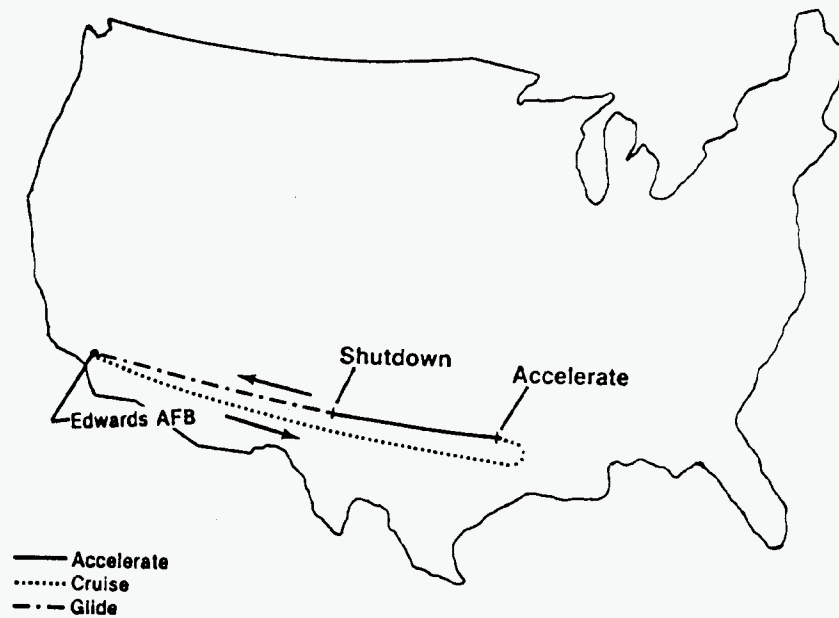 Shutdown
Accelerate
Edwards AFB
Accelerate
Cruise
Glide